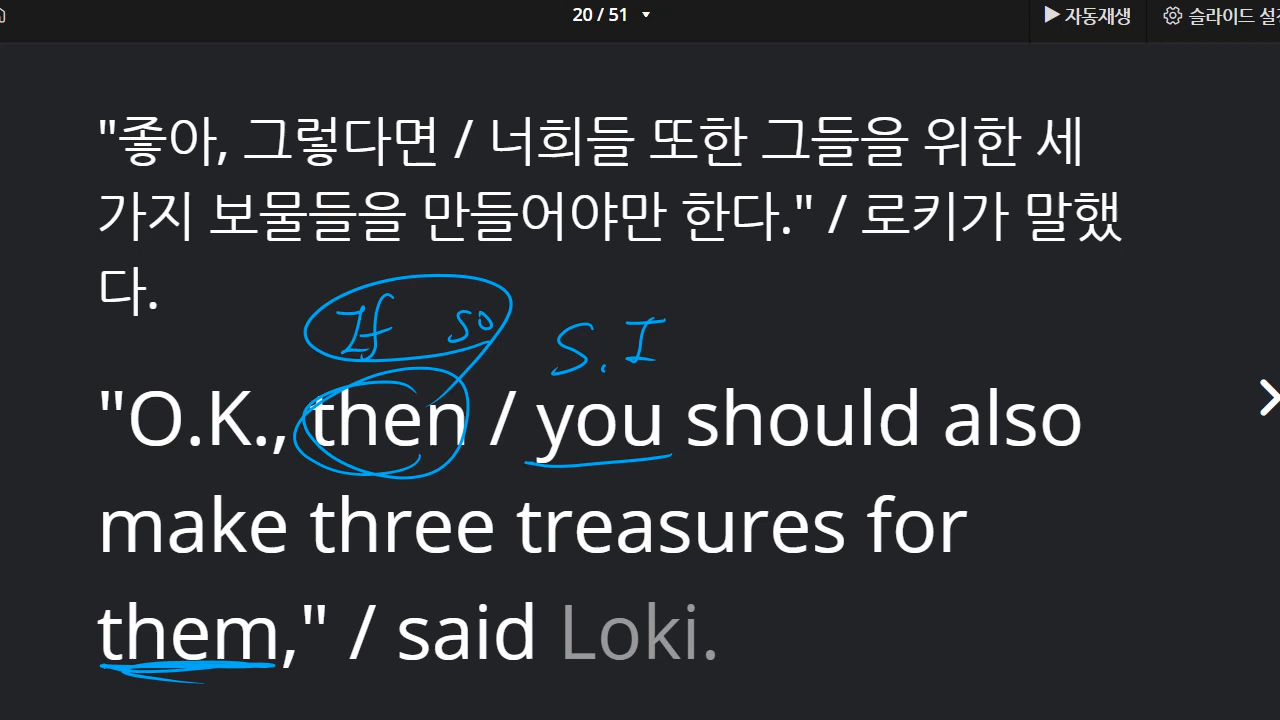 20 / 51
자동재생
슬라이드 설
"좋아, 그렇다면 / 너희들 또한 그들을 위한 세
가지 보물들을 만들어야만 한다." / 로키가 말했
다.
If so
S. I
"O.K., then / you should also
make three treasures for
them," / said Loki.